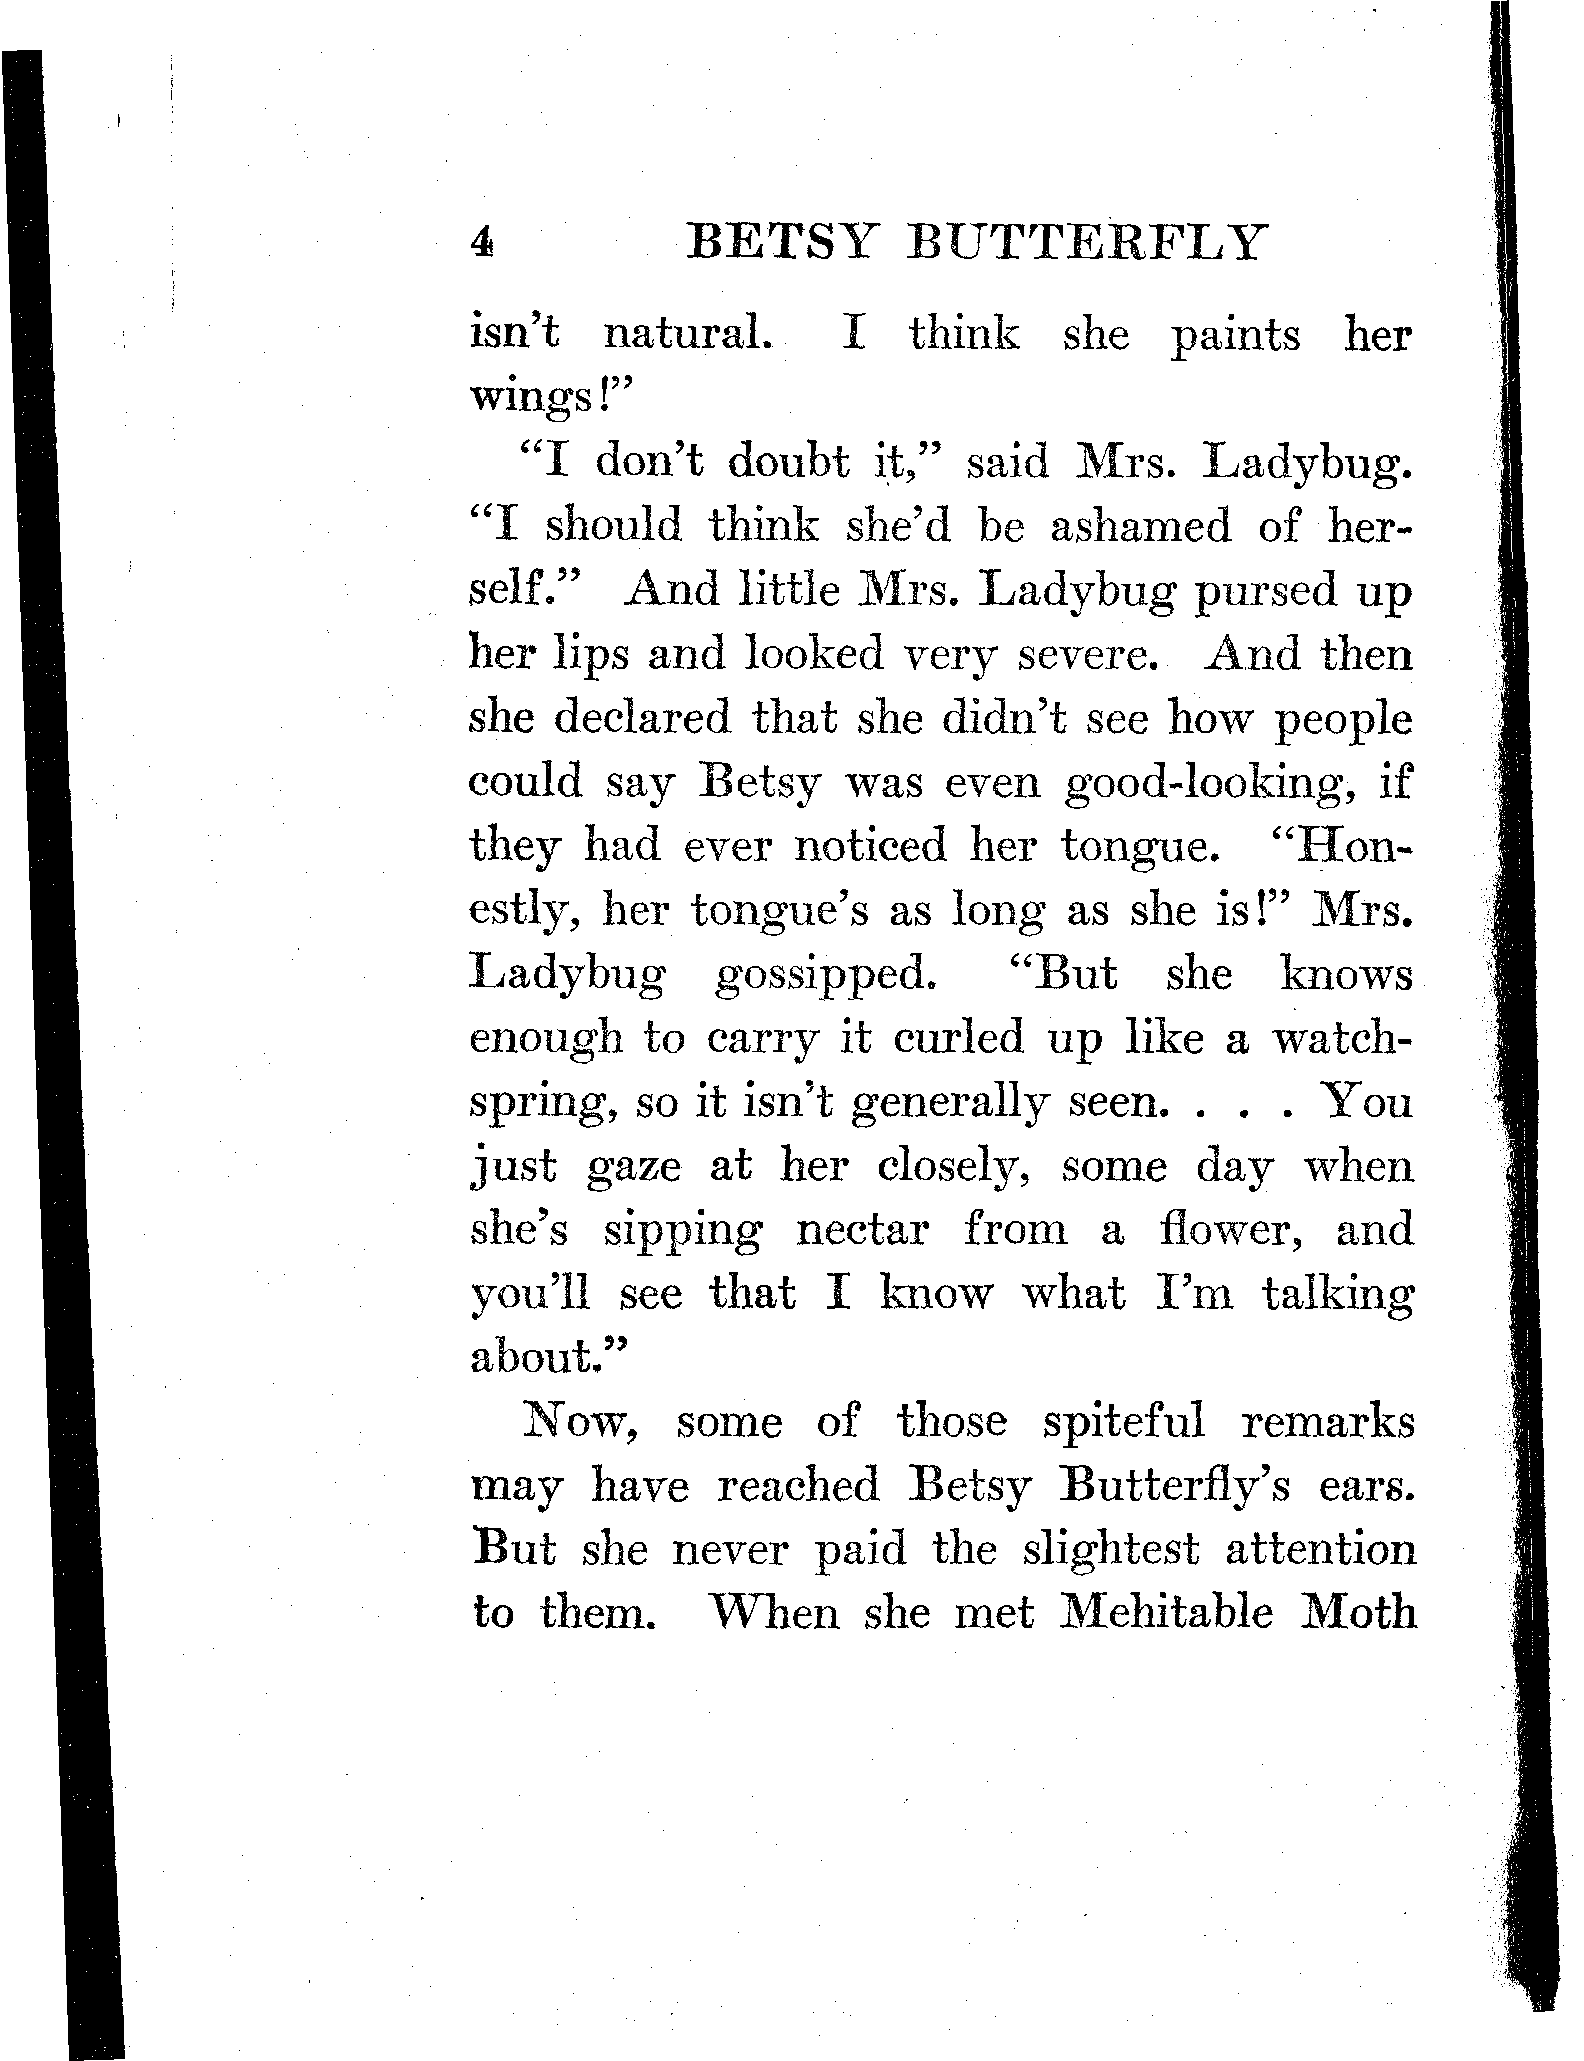 4 BETSY BUTTERFLY
isn't natural. I think she paints her
wings!”
“I don't doubt it,” said Mrs. Ladybug.
“I should think she'd be ashamed of her-
self.” And little Mrs. Ladybug pursed up
her lips and looked very severe. And then
she declared that she didn't see how people
could say Betsy was even good-looking, if
they had ever noticed her tongue. “Hon-
estly, her tongue's as long as she is!” Mrs.
Ladybug gossipped. “But she knows
enough to carry it curled up like a watch-
spring, so it isn't generally seen. . . . You
just gaze at her closely, some day when
she's sipping nectar from a flower, and
you'll see that I know what I'm talking
about.”
Now, some of those spiteful remarks
may have reached Betsy Butterfly's ears.
But she never paid the slightest attention
to them. When she met Mehitable Moth